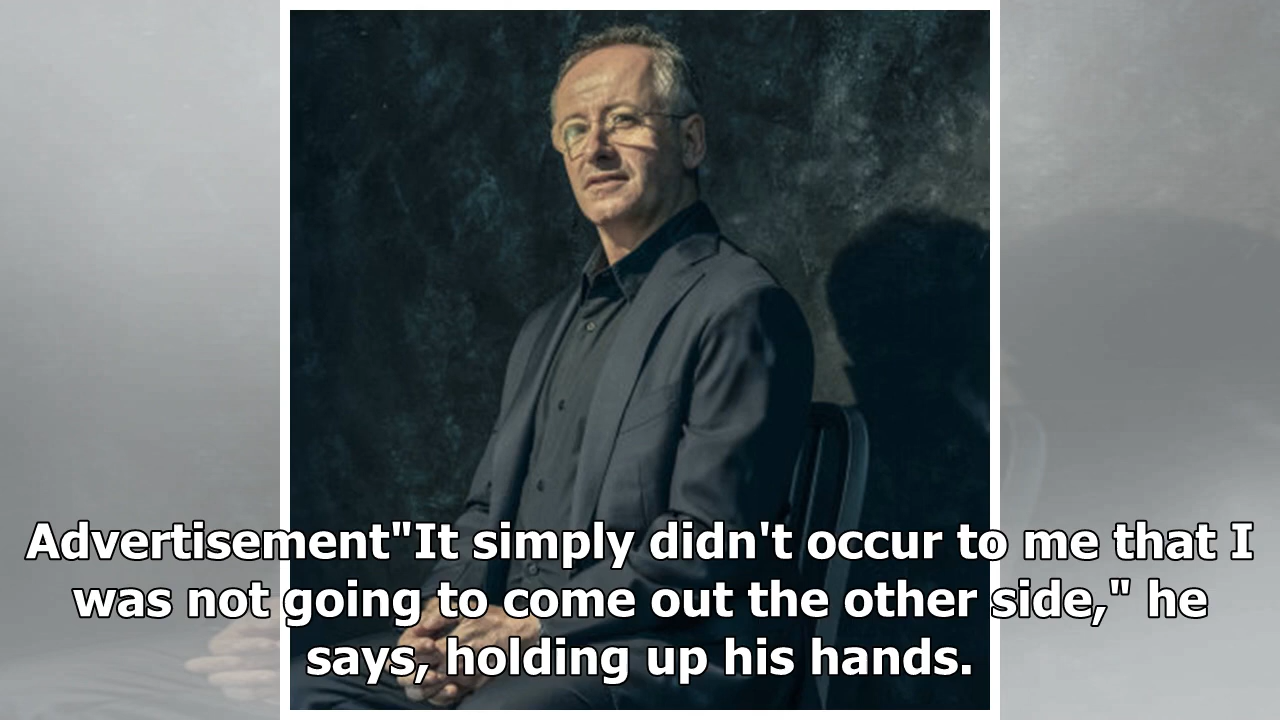 Advertisement"It simply didn't occur to me that I
was not going to come out the other side," he
says, holding up his hands.